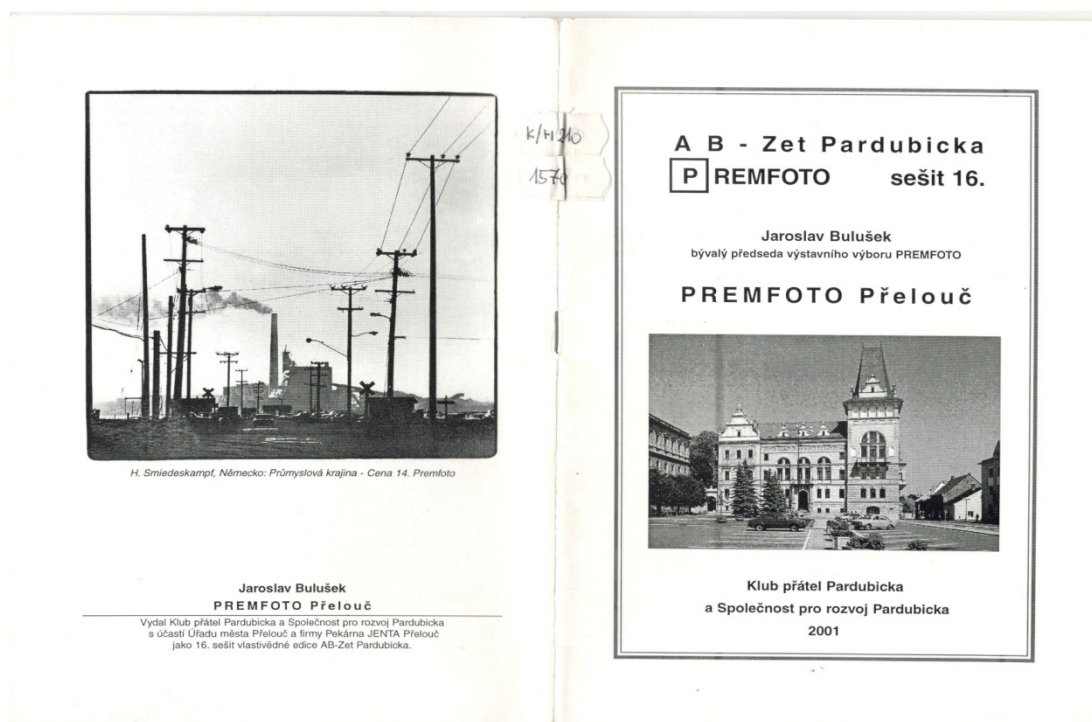 H. Smiedeskampf, Německo: Průmyslová krajina - Cena 14. Premfoto
Jaroslav Bulušek
PREMFOTO Přelouč
Vydal Klub přátel Pardubicka a Společnost pro rozvoj Pardubicka
s účastí Úřadu města Přelouč a firmy Pekárna JENTA Přelouč
jako 16. sešit vlastivědné edice AB-Zet Pardubicka.
1570
A B - Zet Pardubicka
PREMFOTO sešit 16.
Jaroslav Bulušek
bývalý předseda výstavního výboru PREMFOTO
PREMFOTO Přelouč
Klub přátel Pardubicka
a Společnost pro rozvoj Pardubicka
2001